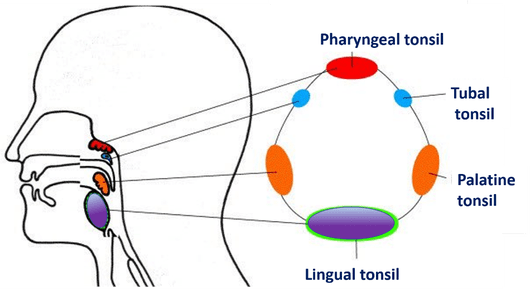 Pharyngeal tonsil
Tubal
tonsil
Palatine
tonsil
Lingual tonsil